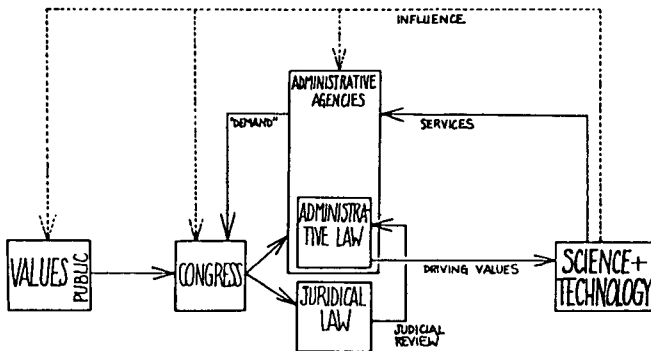 INFLUENCE
ADMINISTRATIVE
AGENCIES
"DEMAND"
SERVICES
ADMINISTRA
TIVE LAW
VALUES
PUBLIC
CONGRESS
DRIVING VALUES
SCIENCE+
TECHNOLOGY
JURIDICAL
LAW
JUDICIAL
REVIEW